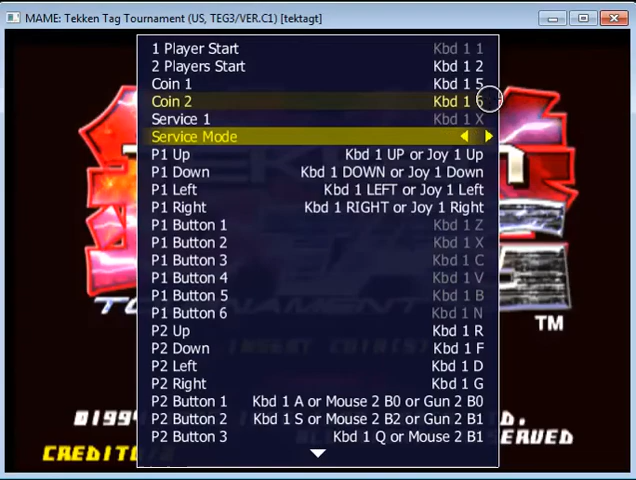 MAME: Tekken Tag Tournament (US, TEG3/VER.C1) [tektagt]
1 Player Start Kbd 1 1
2 Players Start Kbd 1 2
Coin 1 Kbd 1 5
Coin 2 Kbd 1 6
Service 1 Kbd 1 X
Service Mode
P1 Up Kbd 1 UP or Joy 1 Up
P1 Down Kbd 1 DOWN or Joy 1 Down
P1 Left Kbd 1 LEFT or Joy 1 Left
P1 Right Kbd 1 RIGHT or Joy 1 Right
P1 Button 1 Kbd 1 Z
P1 Button 2 Kbd 1 X
P1 Button 3 Kbd 1 C
P1 Button 4 Kbd 1 V
P1 Button 5 Kbd 1 B
P1 Button 6 Kbd 1 N
P2 Up Kbd 1 R
TM
P2 Down Kbd 1 F
INSERT COIN(S)
P2 Left Kbd 1 D
P2 Right Kbd 1 G
P2 Button 1 Kbd 1 A or Mouse 2 B0 or Gun 2 B0
P2 Button 2 Kbd 1 S or Mouse 2 B2 or Gun 2 B1
P2 Button 3 Kbd 1 Q or Mouse 2 B1